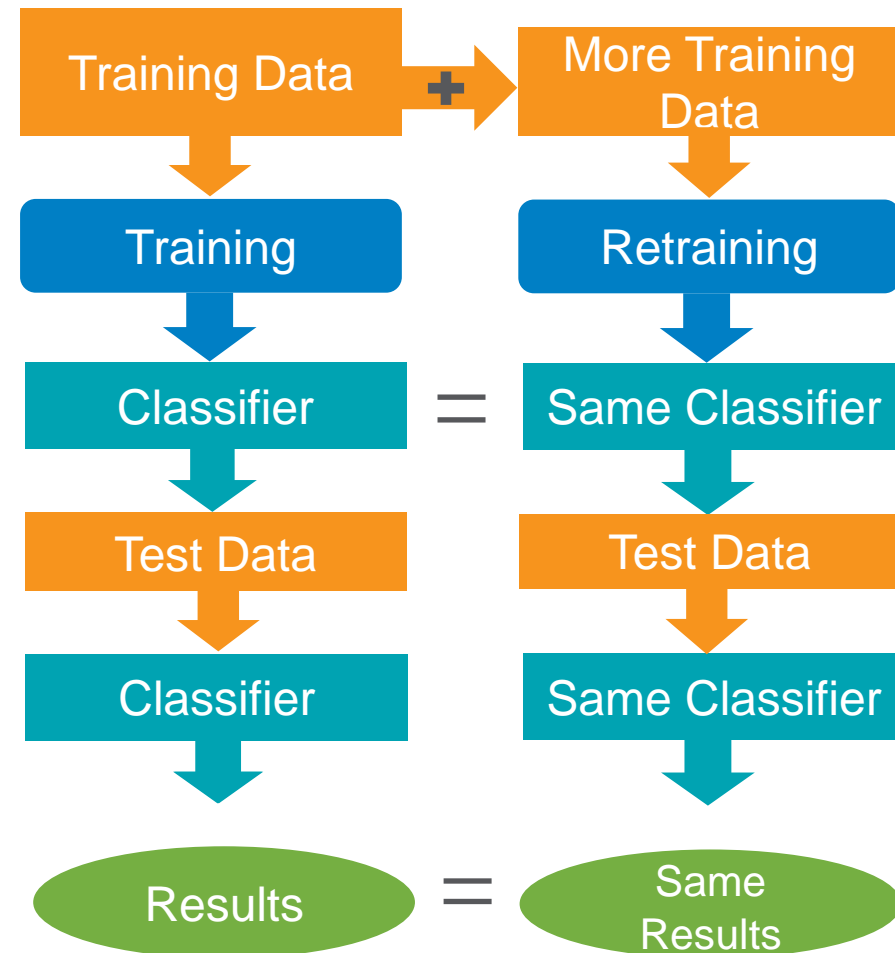 Training Data
+
More Training
Data
Training
Retraining
Classifier
=
Same Classifier
Test Data
Test Data
Classifier
Same Classifier
Results
=
Same
Results